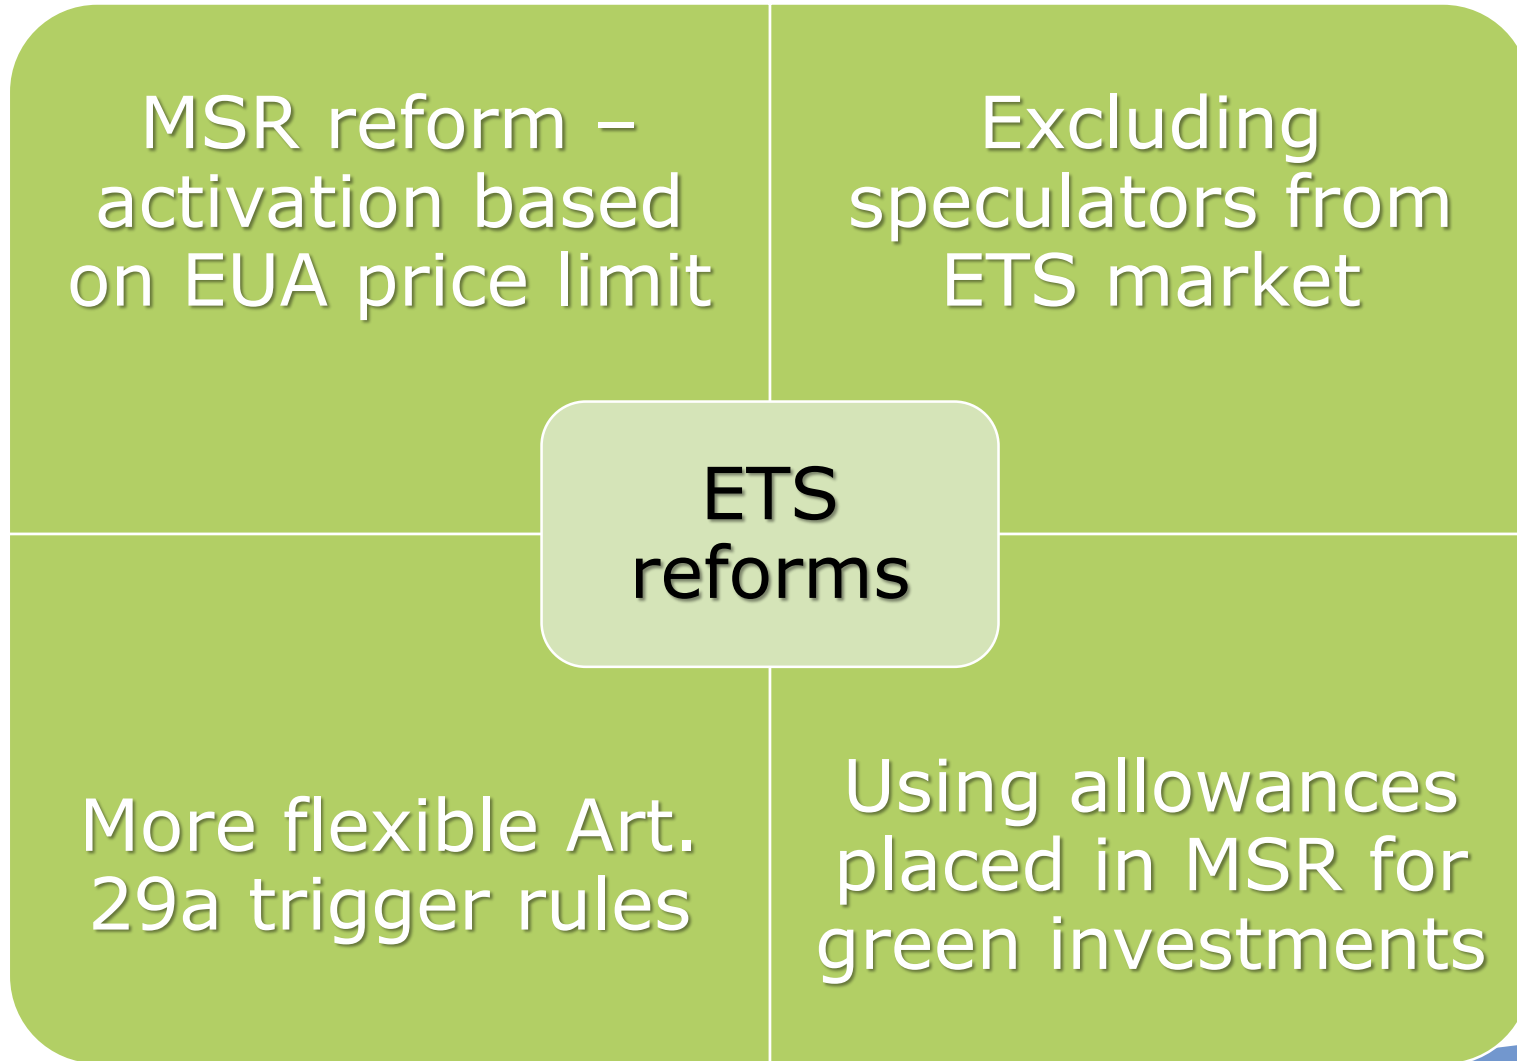 MSR reform –
activation based
on EUA price limit
Excluding
speculators from
ETS market
ETS
reforms
More flexible Art.
29a trigger rules
Using allowances
placed in MSR for
green investments